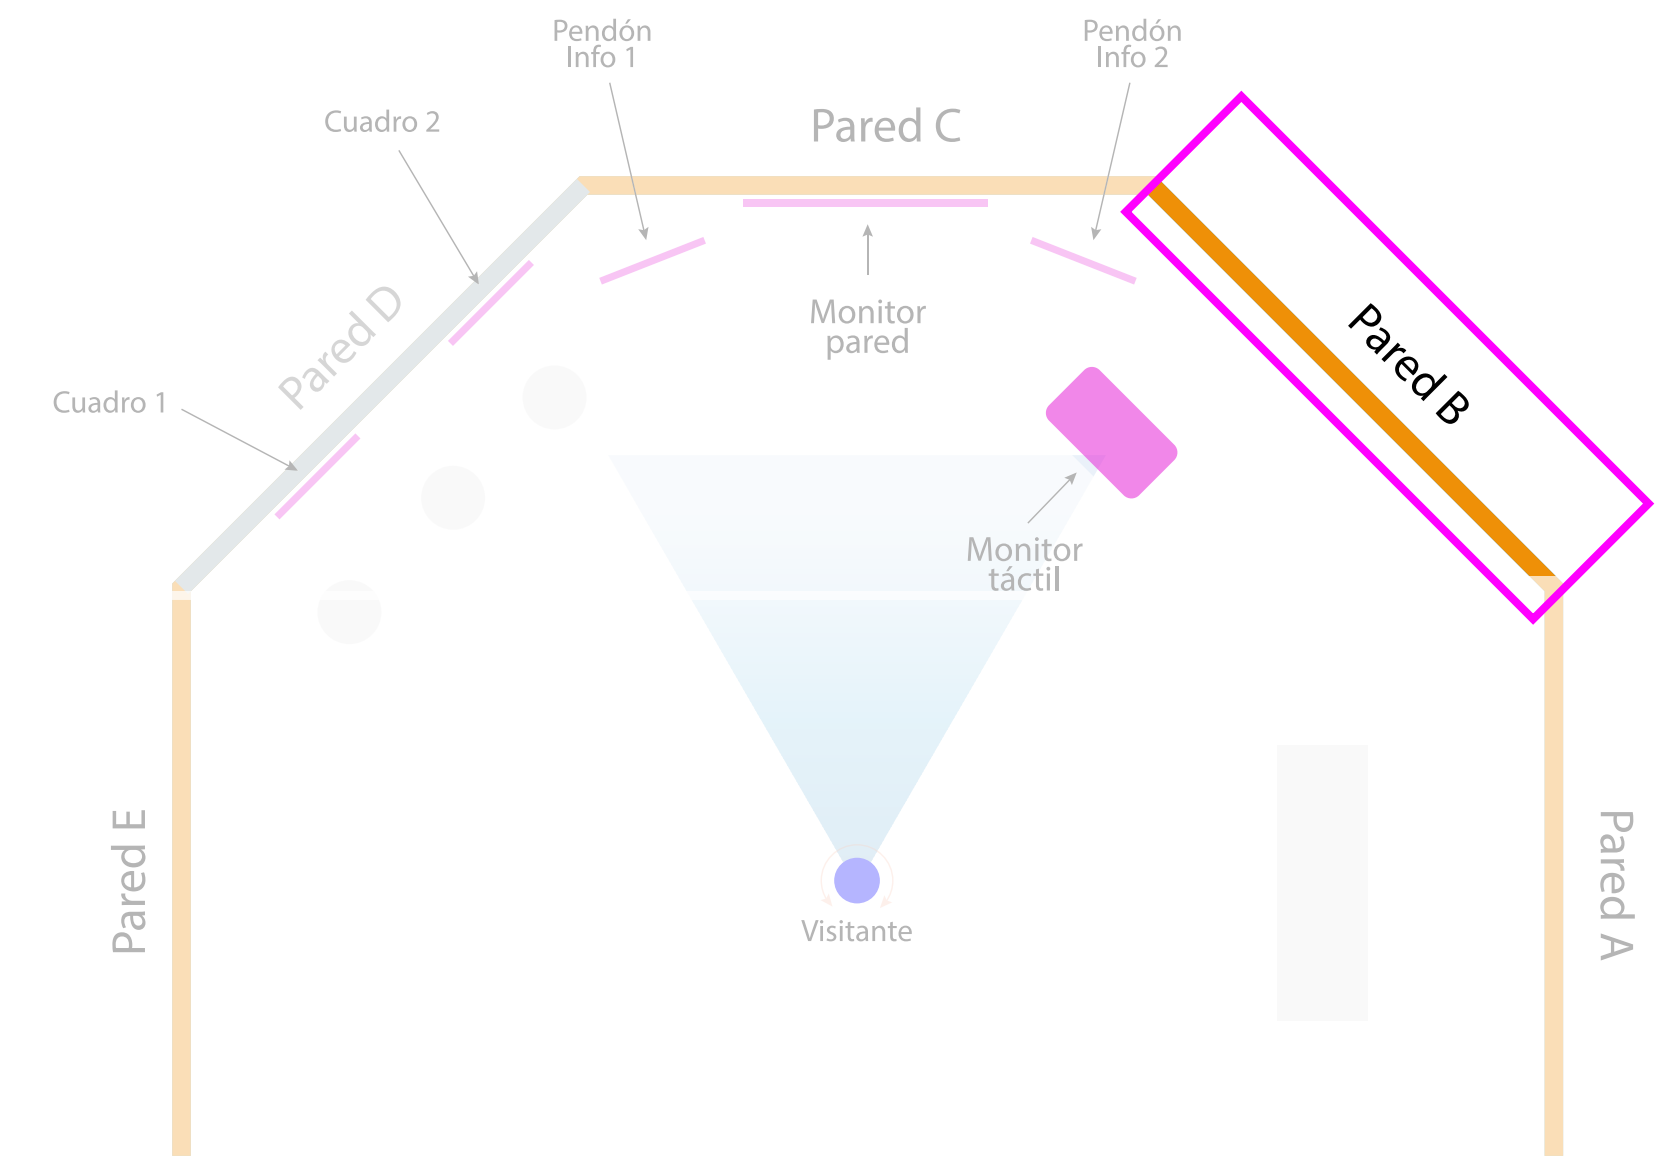 Pendón
Info 1
Pendón
Info 2
Cuadro 2
Pared C
Pared D
Monitor
pared
Pared B
Cuadro 1
Monitor
táctil
Pared E
Pared A
Visitante